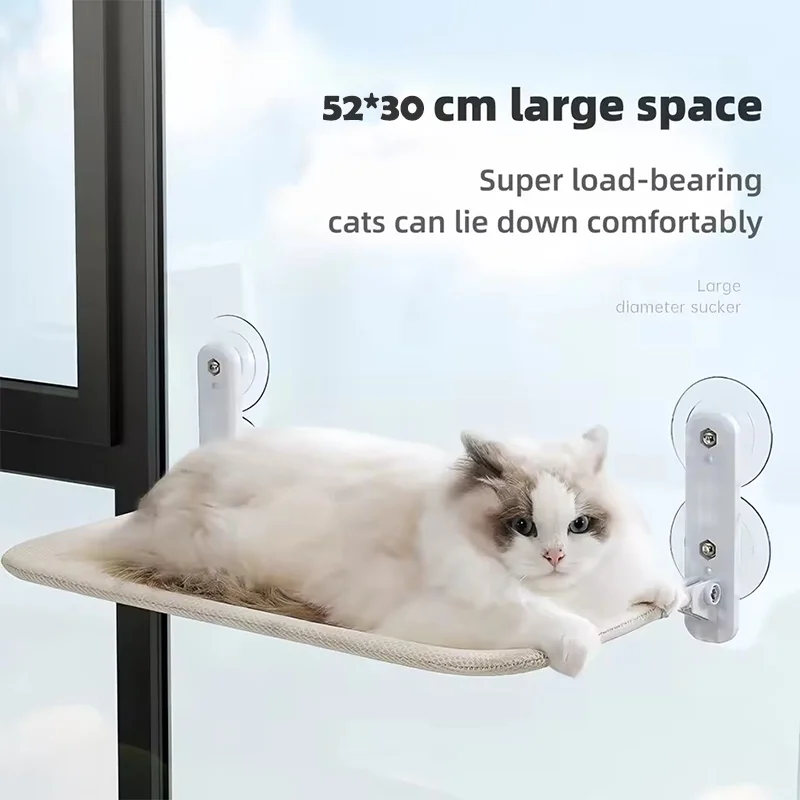 52*30 cm large space
Super load-bearing
cats can lie down comfortably
Large
diameter sucker